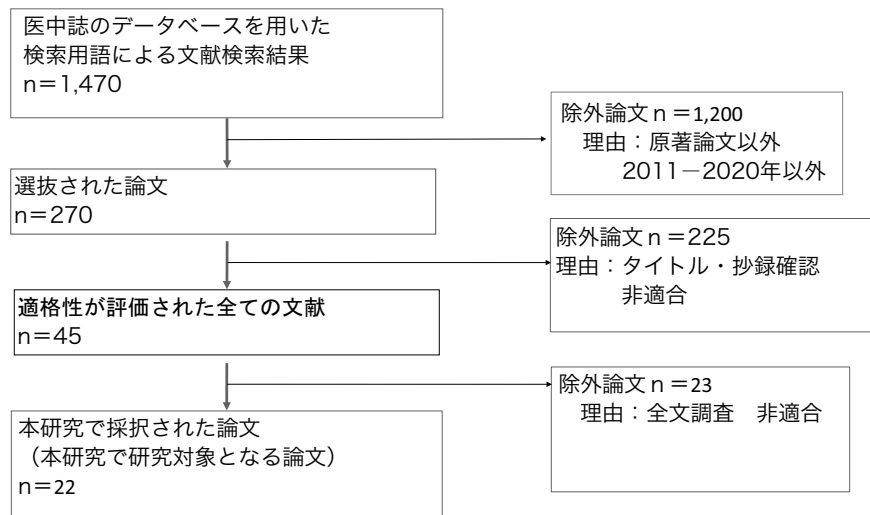 医中誌のデータベースを用いた
検索用語による文献検索結果
n＝1,470
除外論文ｎ＝1,200
理由：原著論文以外
2011－2020年以外
選抜された論文
n＝270
除外論文ｎ＝225
理由：タイトル・抄録確認
非適合
適格性が評価された全ての文献
n＝45
除外論文ｎ＝23
理由：全文調査　非適合
本研究で採択された論文
（本研究で研究対象となる論文）
n＝22